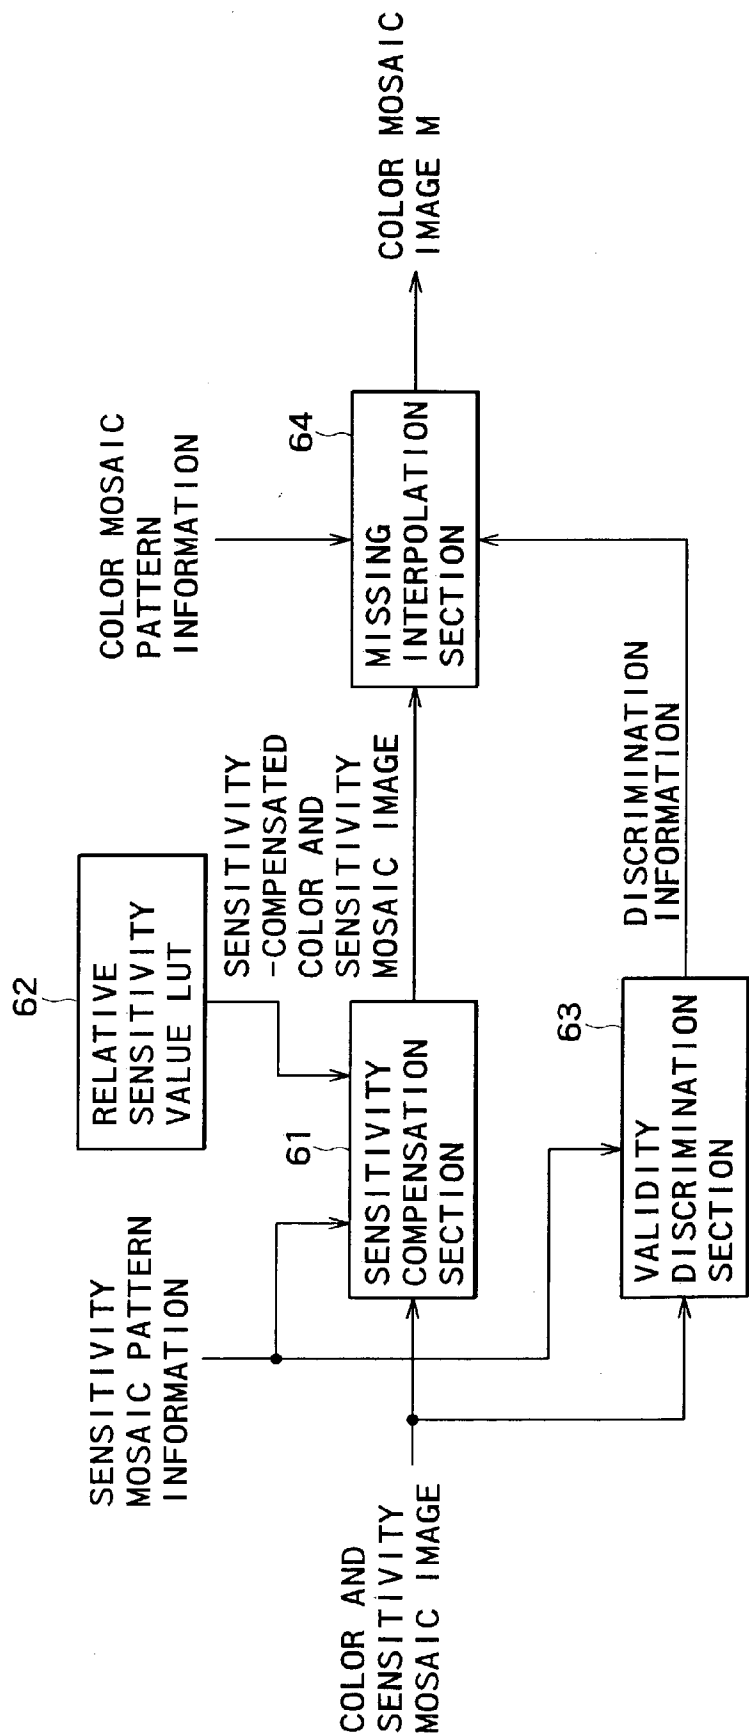 COLOR AND
SENSITIVITY
MOSAIC IMAGE
SENSITIVITY
MOSAIC PATTERN
INFORMATION
62
RELATIVE
SENSITIVITY
VALUE LUT
61
SENSITIVITY
COMPENSATION
SECTION
63
VALIDITY
DISCRIMINATION
SECTION
SENSITIVITY
-COMPENSATED
COLOR AND
SENSITIVITY
MOSAIC IMAGE
DISCRIMINATION
INFORMATION
COLOR MOSAIC
PATTERN
INFORMATION
64
MISSING
INTERPOLATION
SECTION
COLOR MOSAIC
IMAGE M